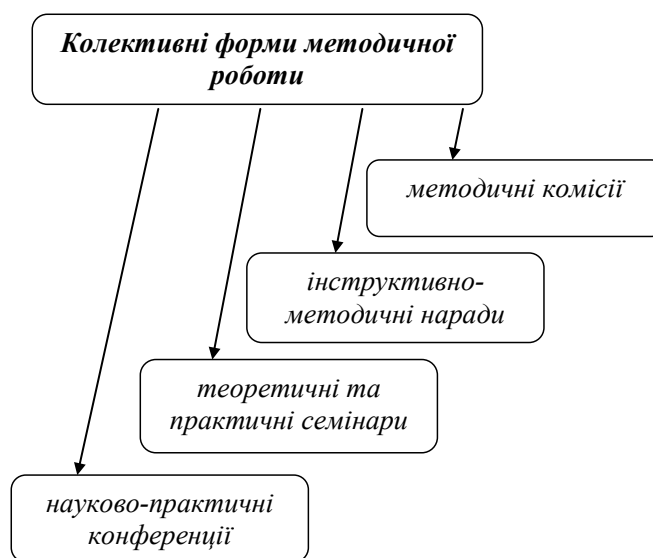 Колективні форми методичної
роботи
методичні комісії
інструктивно-
методичні наради
теоретичні та
практичні семінари
науково-практичні
конференції